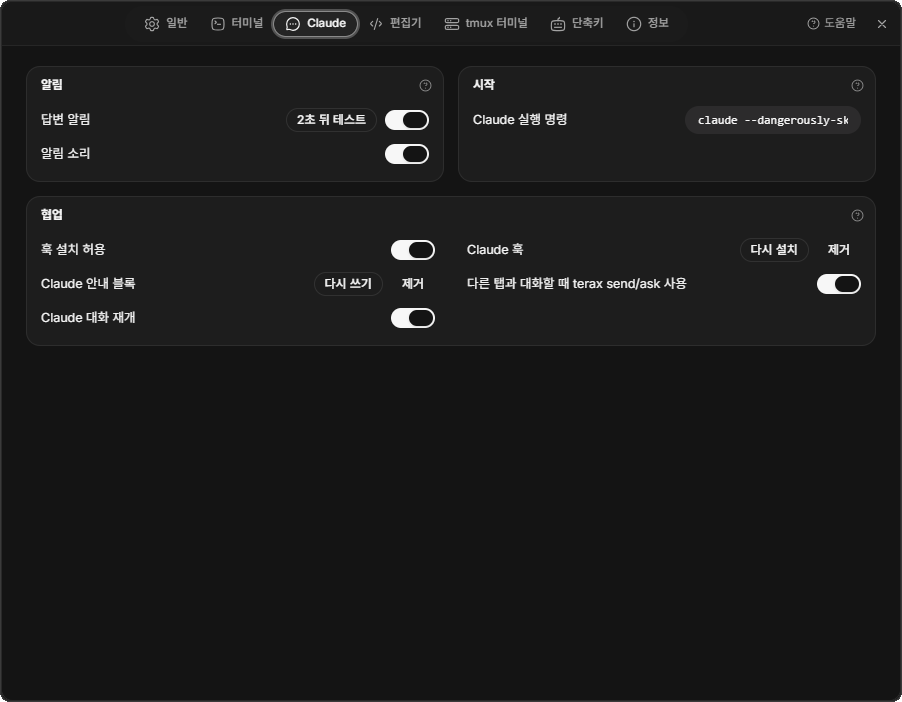 일반 터미널 Claude 편집기 tmux 터미널 단축키 정보 도움말
알림
답변 알림 2초 뒤 테스트
알림 소리
시작
Claude 실행 명령 claude --dangerously-sk
협업
훅 설치 허용
Claude 훅 다시 설치 제거
Claude 안내 블록 다시 쓰기 제거
다른 탭과 대화할 때 terax send/ask 사용
Claude 대화 재개